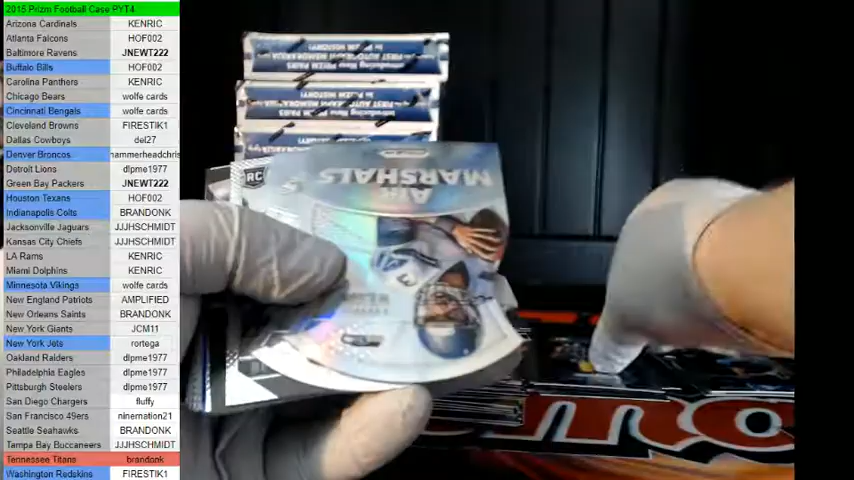 2015 Prizm Football Case PYT4
Arizona Cardinals KENRIC
Atlanta Falcons HOF002
Baltimore Ravens JNEWT222
Buffalo Bills HOF002
Carolina Panthers KENRIC
Chicago Bears wolfe cards
Cincinnati Bengals wolfe cards
Cleveland Browns FIRESTIK1
Dallas Cowboys del27
Denver Broncos hammerheadchris
Detroit Lions dlpme1977
Green Bay Packers JNEWT222
Houston Texans HOF002
Indianapolis Colts BRANDONK
Jacksonville Jaguars JJJHSCHMIDT
Kansas City Chiefs JJJHSCHMIDT
LA Rams KENRIC
Miami Dolphins KENRIC
Minnesota Vikings wolfe cards
New England Patriots AMPLIFIED
New Orleans Saints BRANDONK
New York Giants JCM11
New York Jets rortega
Oakland Raiders dlpme1977
Philadelphia Eagles dlpme1977
Pittsburgh Steelers dlpme1977
San Diego Chargers fluffy
San Francisco 49ers ninernation21
Seattle Seahawks BRANDONK
Tampa Bay Buccaneers JJJHSCHMIDT
Tennessee Titans brandonk
Washington Redskins FIRESTIK1
RC
AIR
MARSHALS